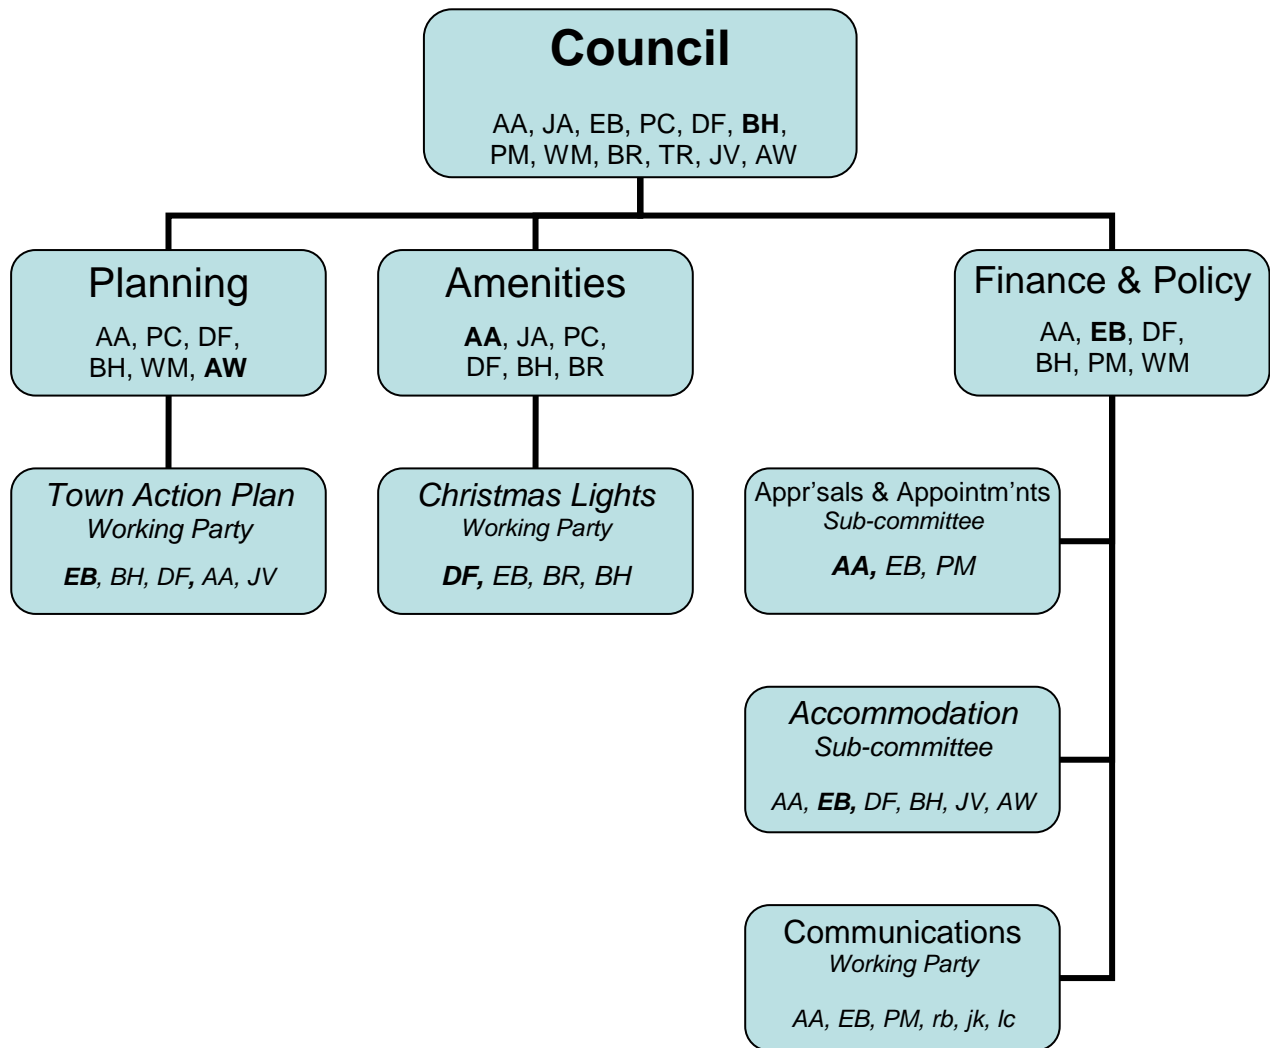 Council
AA, JA, EB, PC, DF, BH,
PM, WM, BR, TR, JV, AW
Planning
AA, PC, DF,
BH, WM, AW
Amenities
AA, JA, PC,
DF, BH, BR
Finance & Policy
AA, EB, DF,
BH, PM, WM
Town Action Plan
Working Party
EB, BH, DF, AA, JV
Christmas Lights
Working Party
DF, EB, BR, BH
Appr’sals & Appointm’nts
Sub-committee
AA, EB, PM
Accommodation
Sub-committee
AA, EB, DF, BH, JV, AW
Communications
Working Party
AA, EB, PM, rb, jk, lc